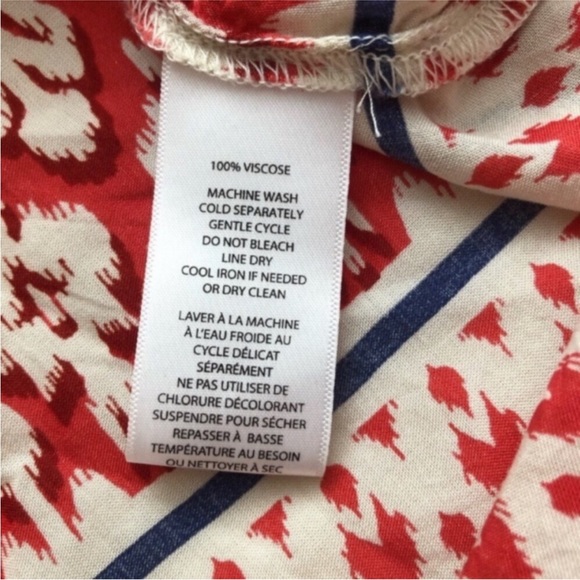 100% VISCOSE
MACHINE WASH
COLD SEPARATELY
GENTLE CYCLE
DO NOT BLEACH
LINE DRY
COOL IRON IF NEEDED
OR DRY CLEAN
LAVER À LA MACHINE
À L'EAU FROIDE AU
CYCLE DÉLICAT
SÉPARÉMENT
NE PAS UTILISER DE
CHLORURE DÉCOLORANT
SUSPENDRE POUR SÉCHER
REPASSER À BASSE
TEMPÉRATURE AU BESOIN
OU NETTOYER À SEC